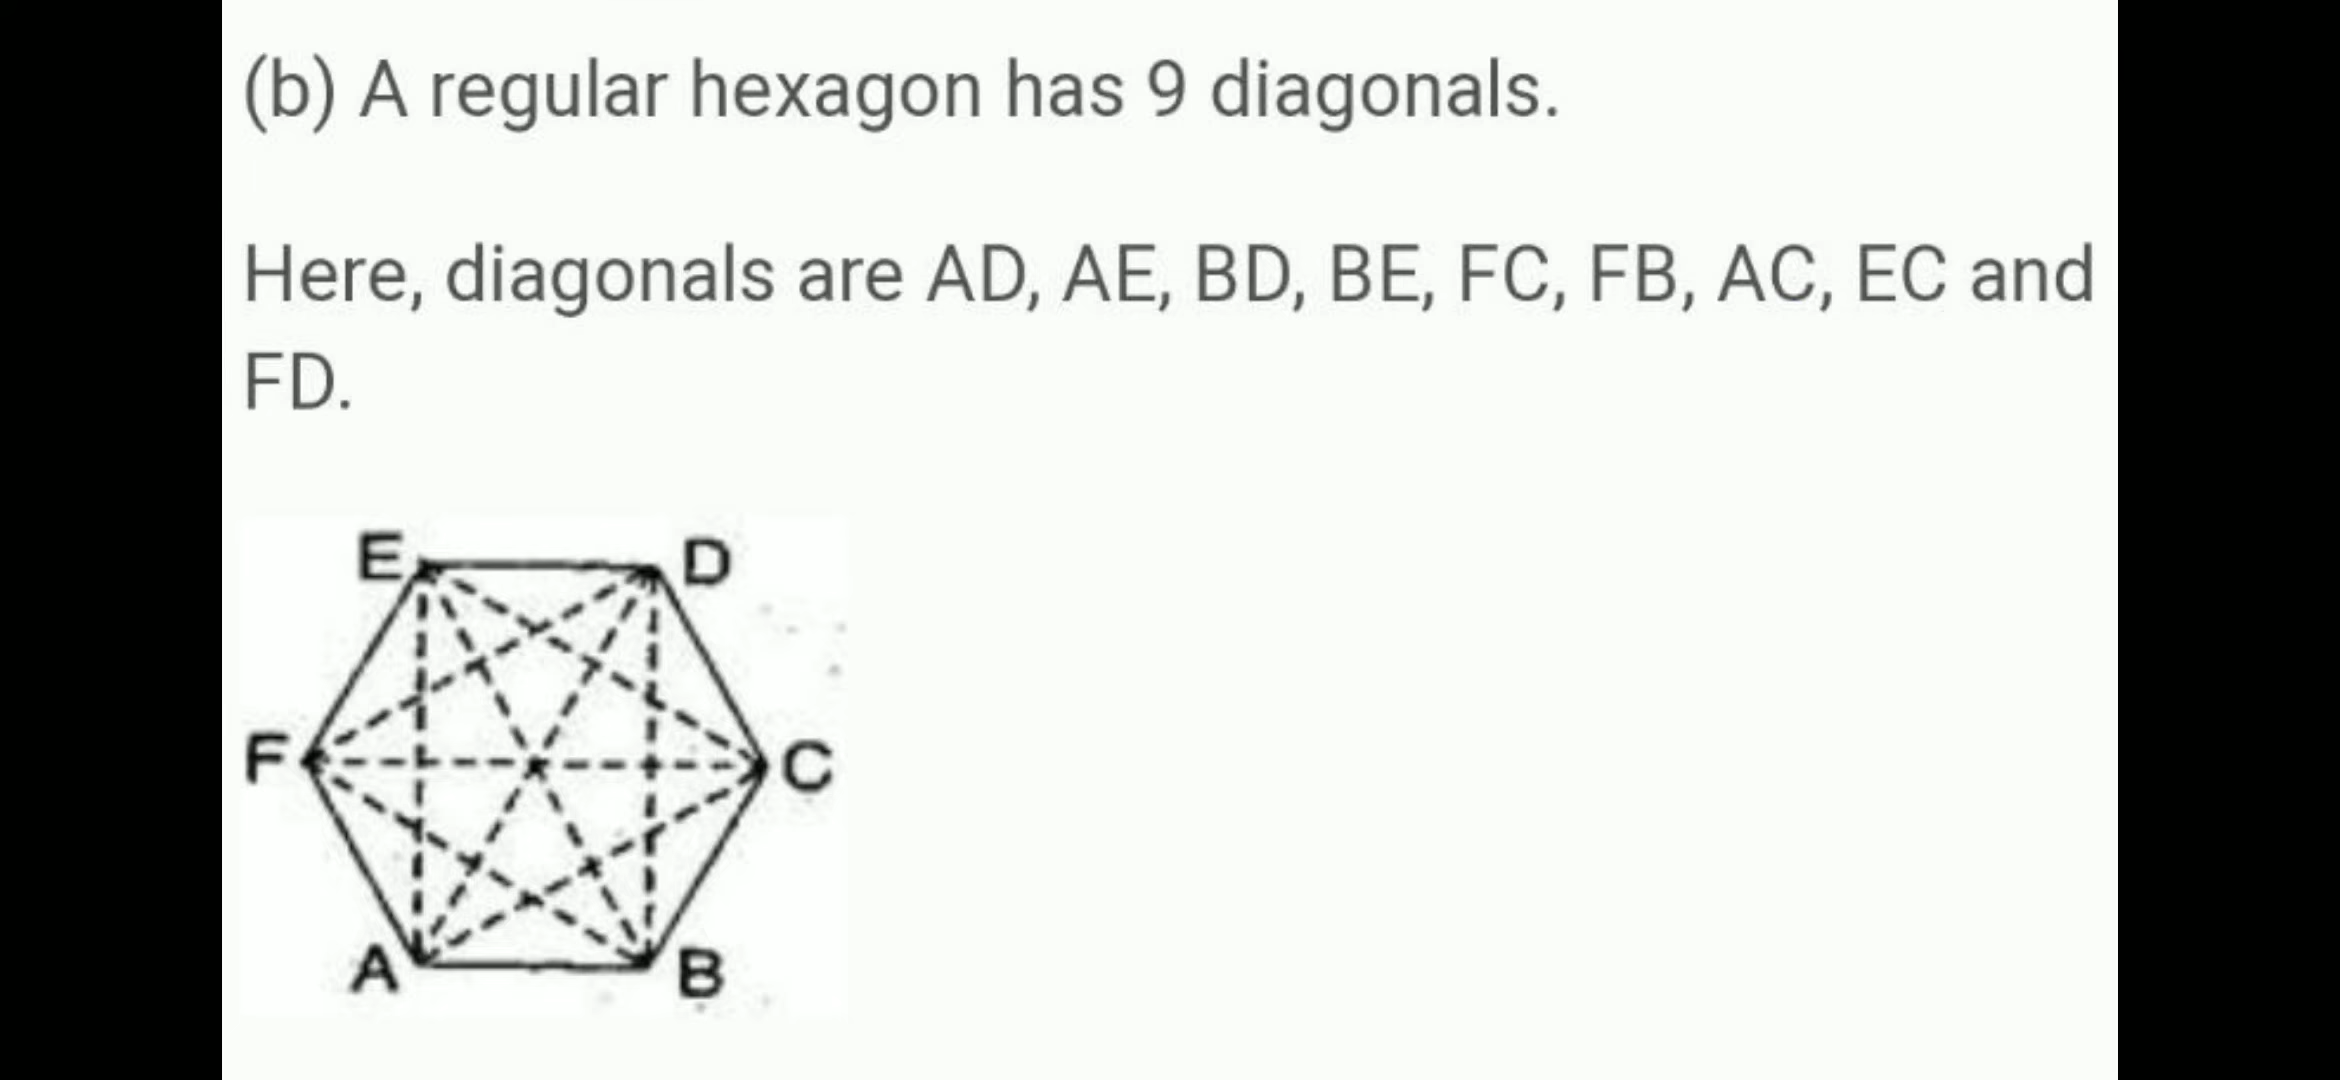 (b) A regular hexagon has 9 diagonals.
Here, diagonals are AD, AE, BD, BE, FC, FB, AC, EC and
FD.
E D
F C
A B